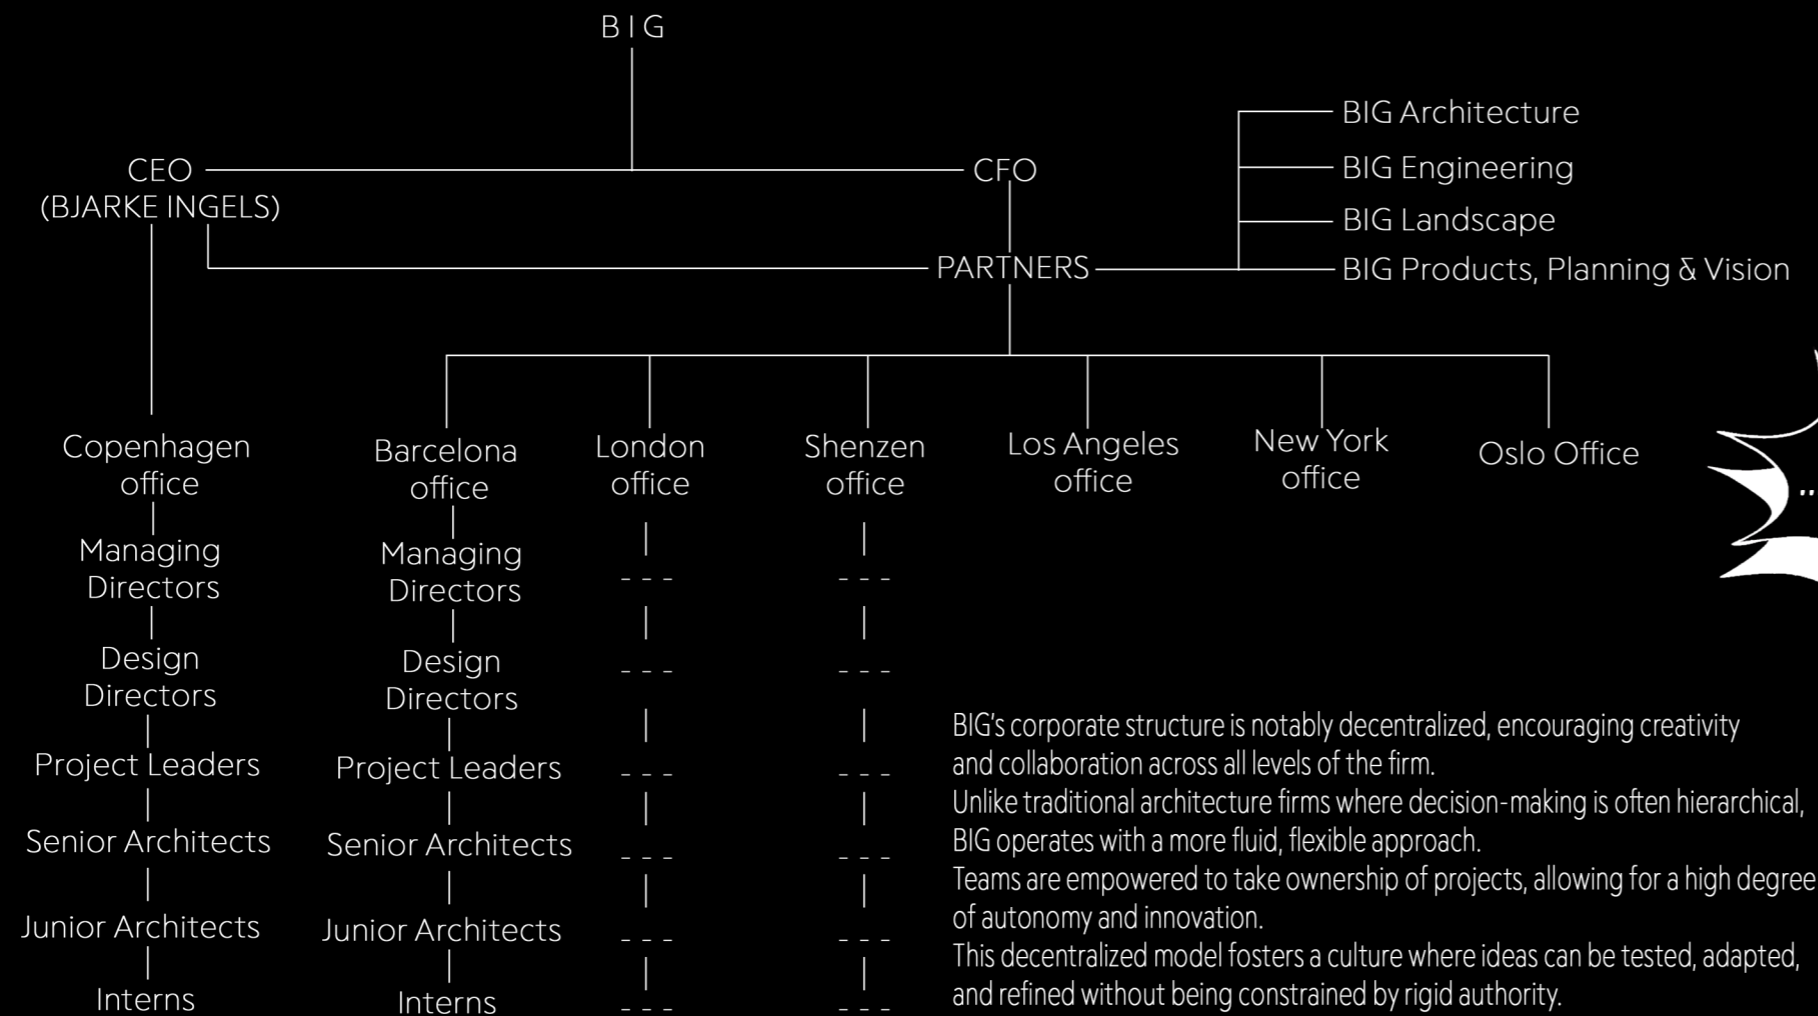 BIG
CEO
(BJARKE INGELS)
CFO
PARTNERS
BIG Architecture
BIG Engineering
BIG Landscape
BIG Products, Planning & Vision
Copenhagen
office
Managing
Directors
Design
Directors
Project Leaders
Senior Architects
Junior Architects
Interns
Barcelona
office
Managing
Directors
Design
Directors
Project Leaders
Senior Architects
Junior Architects
Interns
London
office
- - -
- - -
- - -
- - -
- - -
- - -
Shenzen
office
- - -
- - -
- - -
- - -
- - -
- - -
Los Angeles
office
New York
office
Oslo Office
BIG's corporate structure is notably decentralized, encouraging creativity
and collaboration across all levels of the firm.
Unlike traditional architecture firms where decision-making is often hierarchical,
BIG operates with a more fluid, flexible approach.
Teams are empowered to take ownership of projects, allowing for a high degree
of autonomy and innovation.
This decentralized model fosters a culture where ideas can be tested, adapted,
and refined without being constrained by rigid authority.